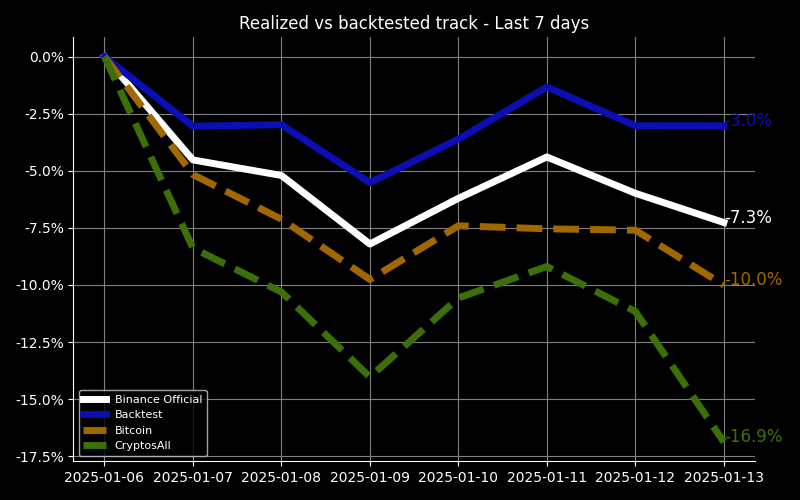 Realized vs backtested track - Last 7 days
0.0%
-2.5%
-5.0%
-7.5%
-10.0%
-12.5%
-15.0%
-17.5%
-3.0%
-7.3%
-10.0%
-16.9%
Binance Official
Backtest
Bitcoin
CryptosAll
2025-01-06 2025-01-07 2025-01-08 2025-01-09 2025-01-10 2025-01-11 2025-01-12 2025-01-13